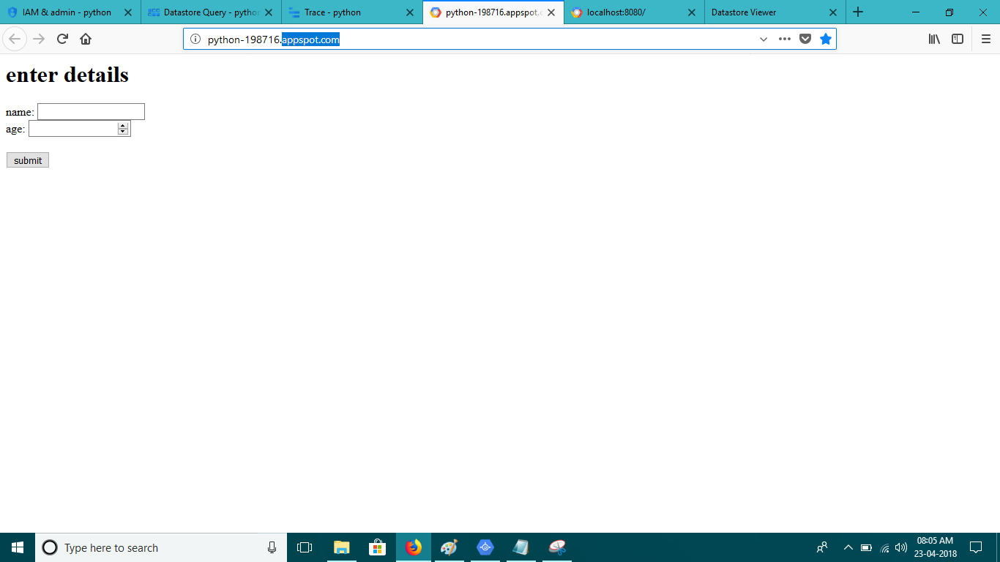 IAM & admin - python
Datastore Query - pytho
Trace - python
python-198716.appspot.c
localhost:8080/
Datastore Viewer
python-198716.appspot.com
enter details
name:
age:
submit
Type here to search
08:05 AM
23-04-2018